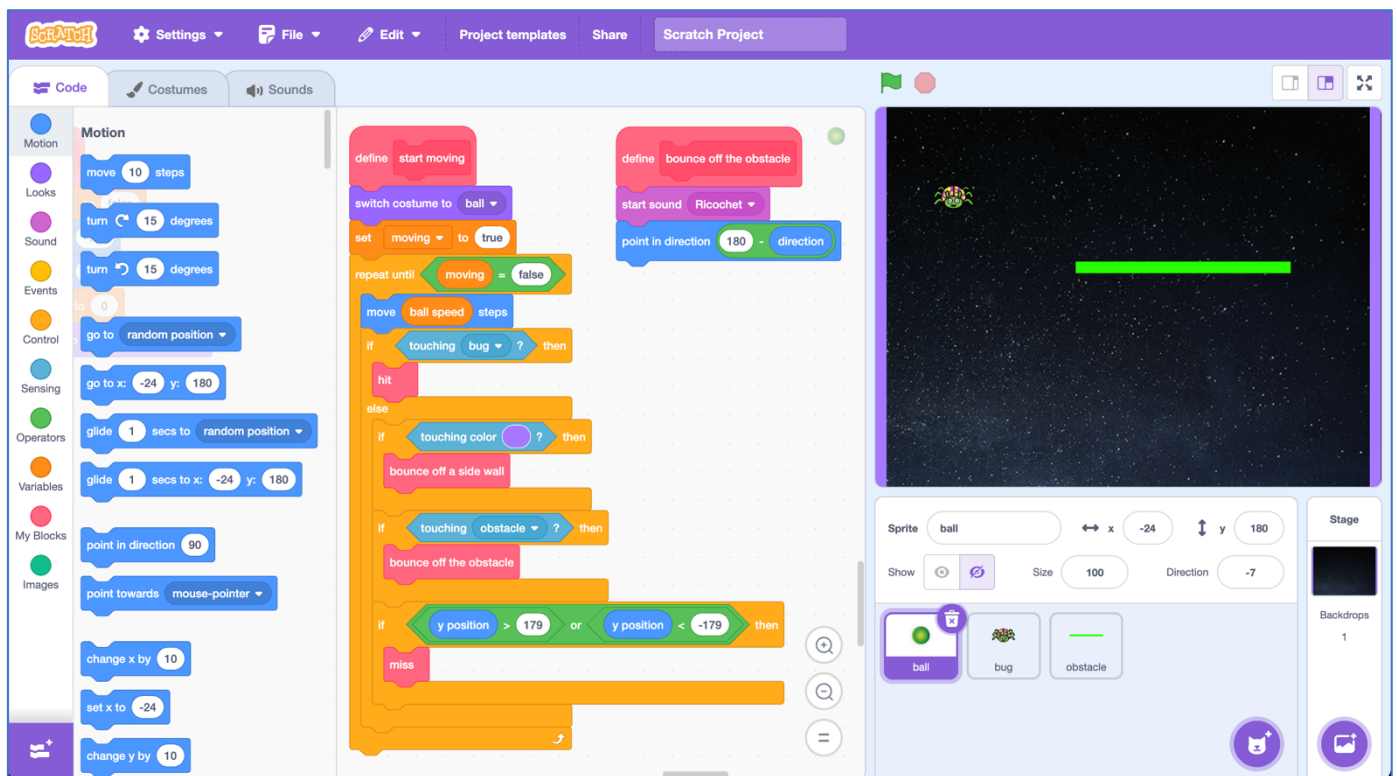 SCRATCH Settings File Edit Project templates Share Scratch Project
Code Costumes Sounds
Motion
Looks
Sound
Events
Control
Sensing
Operators
Variables
My Blocks
Images
Motion
move 10 steps
turn 15 degrees
turn 15 degrees
go to random position
go to x: -24 y: 180
glide 1 secs to random position
glide 1 secs to x: -24 y: 180
point in direction 90
point towards mouse-pointer
change x by 10
set x to -24
change y by 10
define start moving
switch costume to ball
set moving to true
repeat until moving = false
move ball speed steps
if touching bug ? then
hit
else
if touching color ? then
bounce off a side wall
if touching obstacle ? then
bounce off the obstacle
if y position > 179 or y position < -179 then
miss
define bounce off the obstacle
start sound Ricochet
point in direction 180 - direction
Sprite ball x -24 y 180
Show Size 100 Direction -7
ball
bug
obstacle
Stage
Backdrops
1